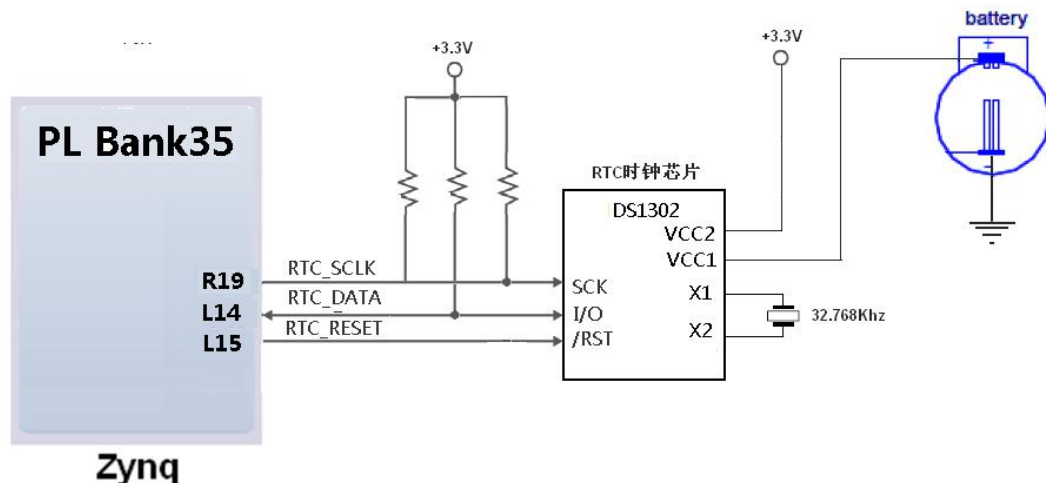 battery
+
+3.3V
+3.3V
PL Bank35
RTC时钟芯片
DS1302
VCC2
VCC1
R19
RTC_SCLK
SCK
X1
L14
RTC_DATA
I/O
32.768Khz
L15
RTC_RESET
/RST
X2
-
Zynq